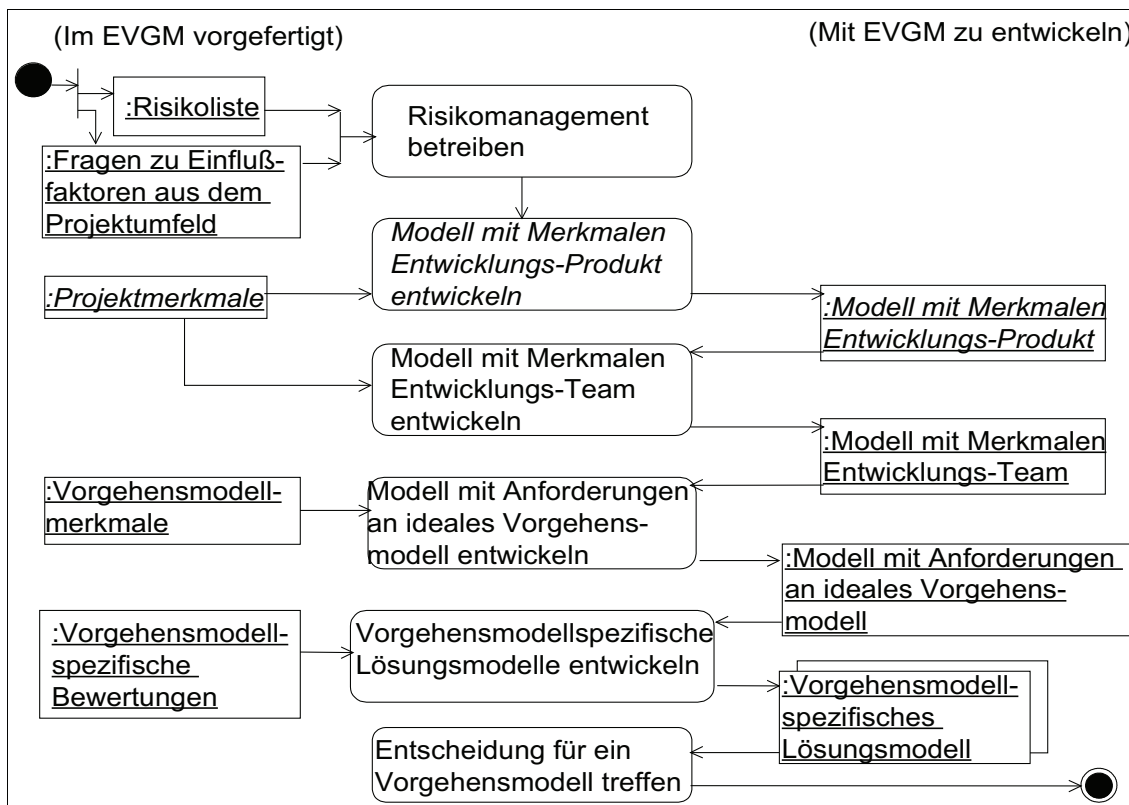 (Im EVGM vorgefertigt)
(Mit EVGM zu entwickeln)
:Risikoliste
Risikomanagement
betreiben
:Fragen zu Einfluß-
faktoren aus dem
Projektumfeld
Modell mit Merkmalen
Entwicklungs-Produkt
entwickeln
:Projektmerkmale
:Modell mit Merkmalen
Entwicklungs-Produkt
Modell mit Merkmalen
Entwicklungs-Team
entwickeln
:Modell mit Merkmalen
Entwicklungs-Team
:Vorgehensmodell-
merkmale
Modell mit Anforderungen
an ideales Vorgehens-
modell entwickeln
:Modell mit Anforderungen
an ideales Vorgehens-
modell
:Vorgehensmodell-
spezifische
Bewertungen
Vorgehensmodellspezifische
Lösungsmodelle entwickeln
:Vorgehensmodell-
spezifisches
Lösungsmodell
Entscheidung für ein
Vorgehensmodell treffen